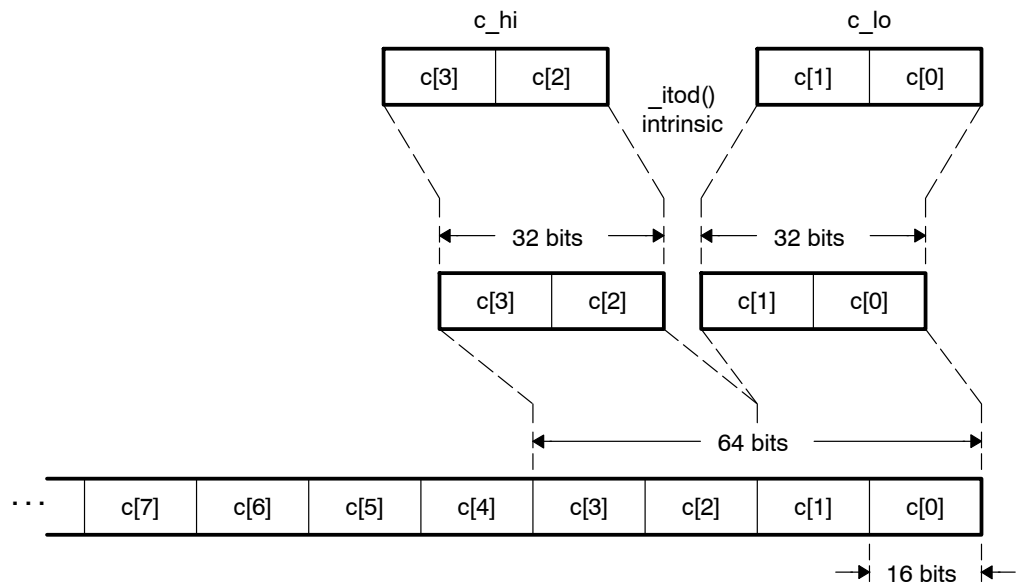 c_hi c_lo
c[3] c[2] c[1] c[0]
_itod()
intrinsic
32 bits 32 bits
c[3] c[2] c[1] c[0]
64 bits
... c[7] c[6] c[5] c[4] c[3] c[2] c[1] c[0]
16 bits